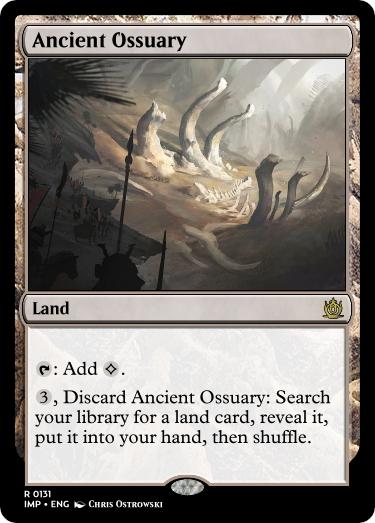 Ancient Ossuary
Land
: Add .
3, Discard Ancient Ossuary: Search
your library for a land card, reveal it,
put it into your hand, then shuffle.
R 0131
IMP • ENG Chris Ostrowski